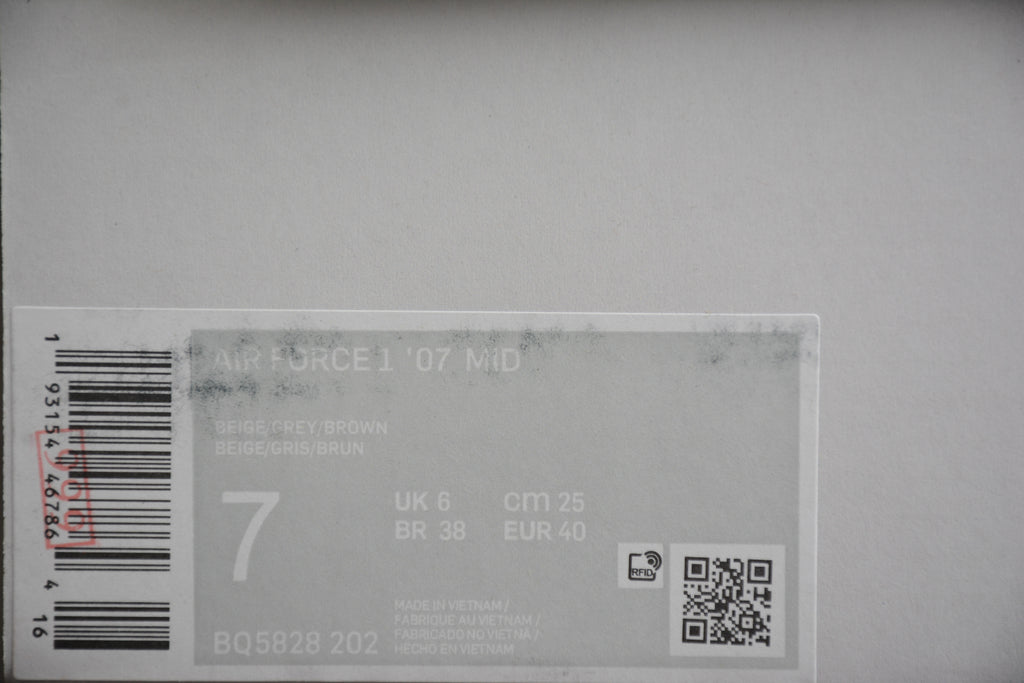 AIR FORCE 1 '07 MID
BEIGE/GREY/BROWN
BEIGE/GRIS/BRUN
7
UK 6
cm 25
BR 38
EUR 40
RFID
BQ5828 202
MADE IN VIETNAM /
FABRIQUE AU VIETNAM /
FABRICADO NO VIETNÃ /
HECHO EN VIETNAM
1 93154 46786 4 16
999